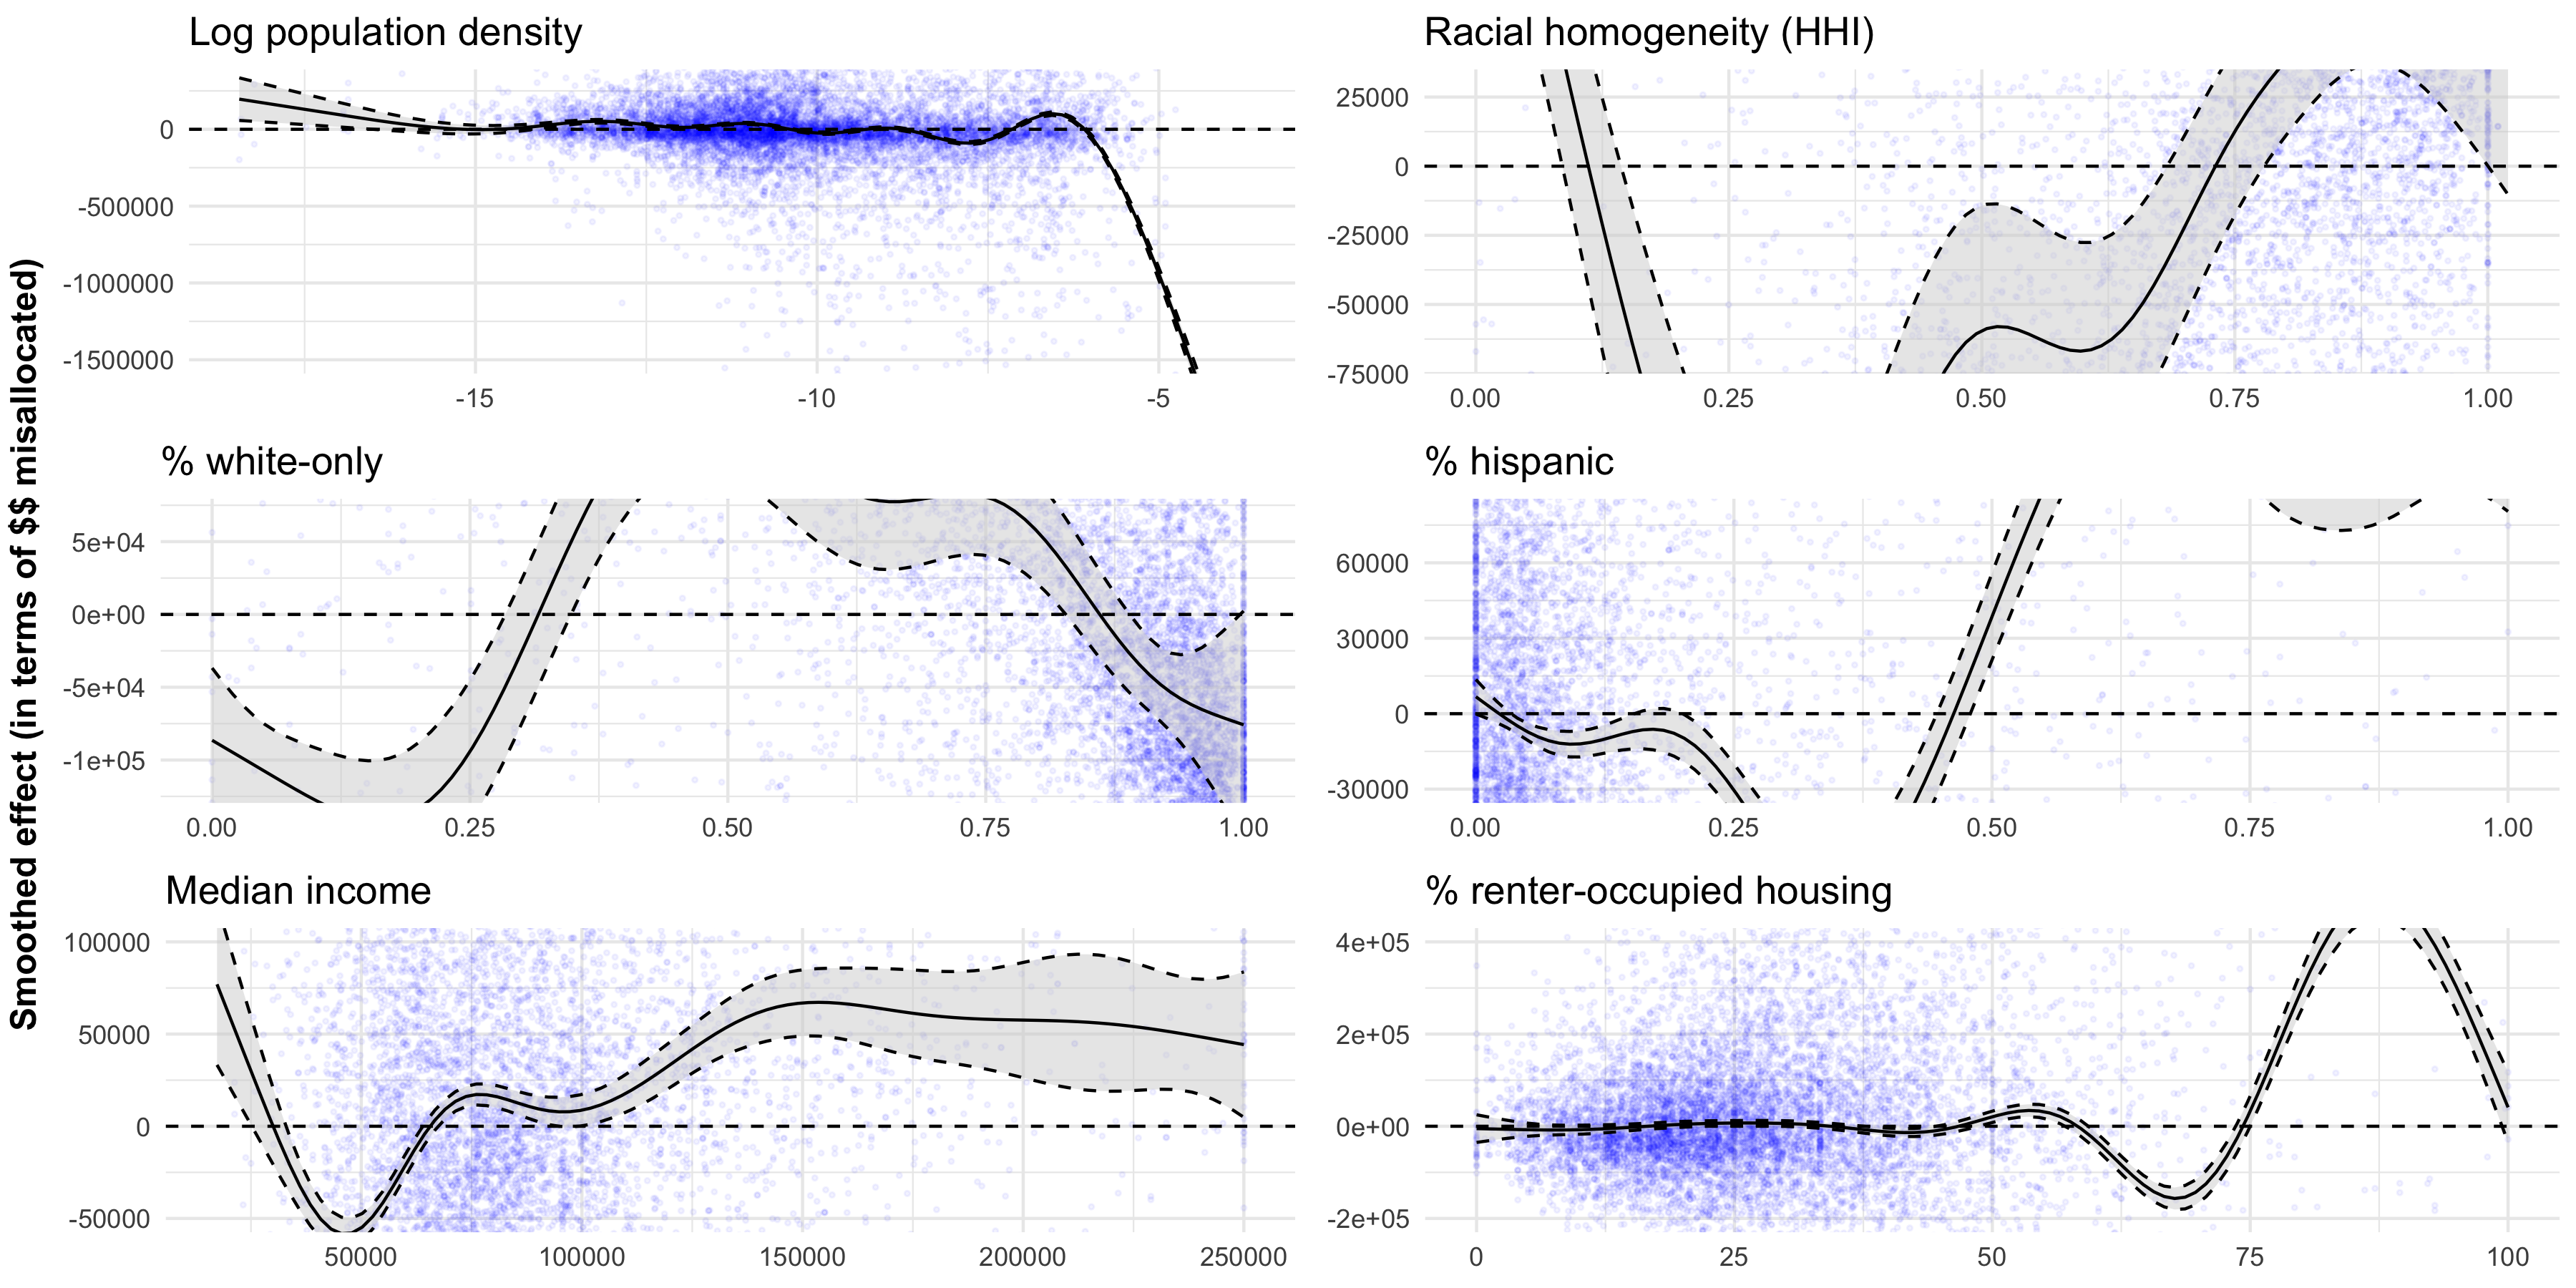 Smoothed effect (in terms of $$ misallocated)
Log population density
0
-500000
-1000000
-1500000
-15 -10 -5
Racial homogeneity (HHI)
25000
0
-25000
-50000
-75000
0.00 0.25 0.50 0.75 1.00
% white-only
5e+04
0e+00
-5e+04
-1e+05
0.00 0.25 0.50 0.75 1.00
% hispanic
60000
30000
0
-30000
0.00 0.25 0.50 0.75 1.00
Median income
100000
50000
0
-50000
50000 100000 150000 200000 250000
% renter-occupied housing
4e+05
2e+05
0e+00
-2e+05
0 25 50 75 100